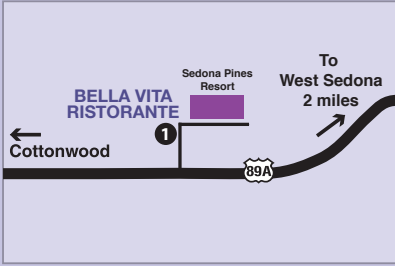 Sedona Pines
Resort
BELLA VITA
RISTORANTE
1
To
West Sedona
2 miles
Cottonwood
89A